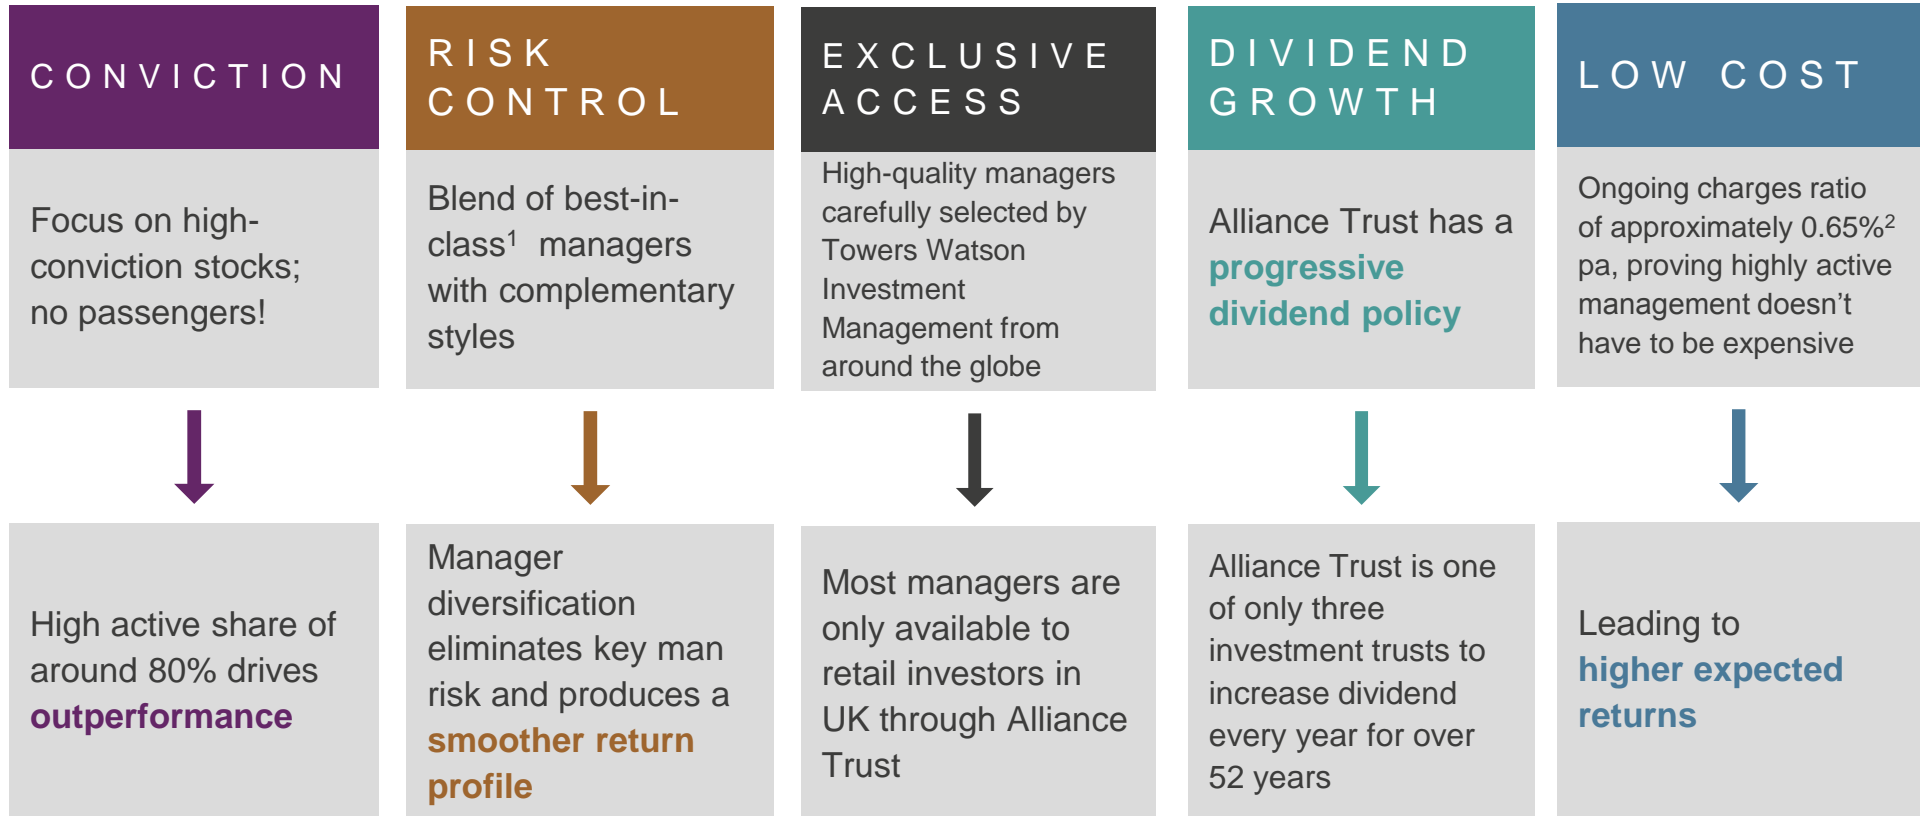 CONVICTION
Focus on high-
conviction stocks;
no passengers!
High active share of
around 80% drives
outperformance
RISK
CONTROL
Blend of best-in-
class¹ managers
with complementary
styles
Manager
diversification
eliminates key man
risk and produces a
smoother return
profile
EXCLUSIVE
ACCESS
High-quality managers
carefully selected by
Towers Watson
Investment
Management from
around the globe
Most managers are
only available to
retail investors in
UK through Alliance
Trust
DIVIDEND
GROWTH
Alliance Trust has a
progressive
dividend policy
Alliance Trust is one
of only three
investment trusts to
increase dividend
every year for over
52 years
LOW COST
Ongoing charges ratio
of approximately 0.65%²
pa, proving highly active
management doesn’t
have to be expensive
Leading to
higher expected
returns